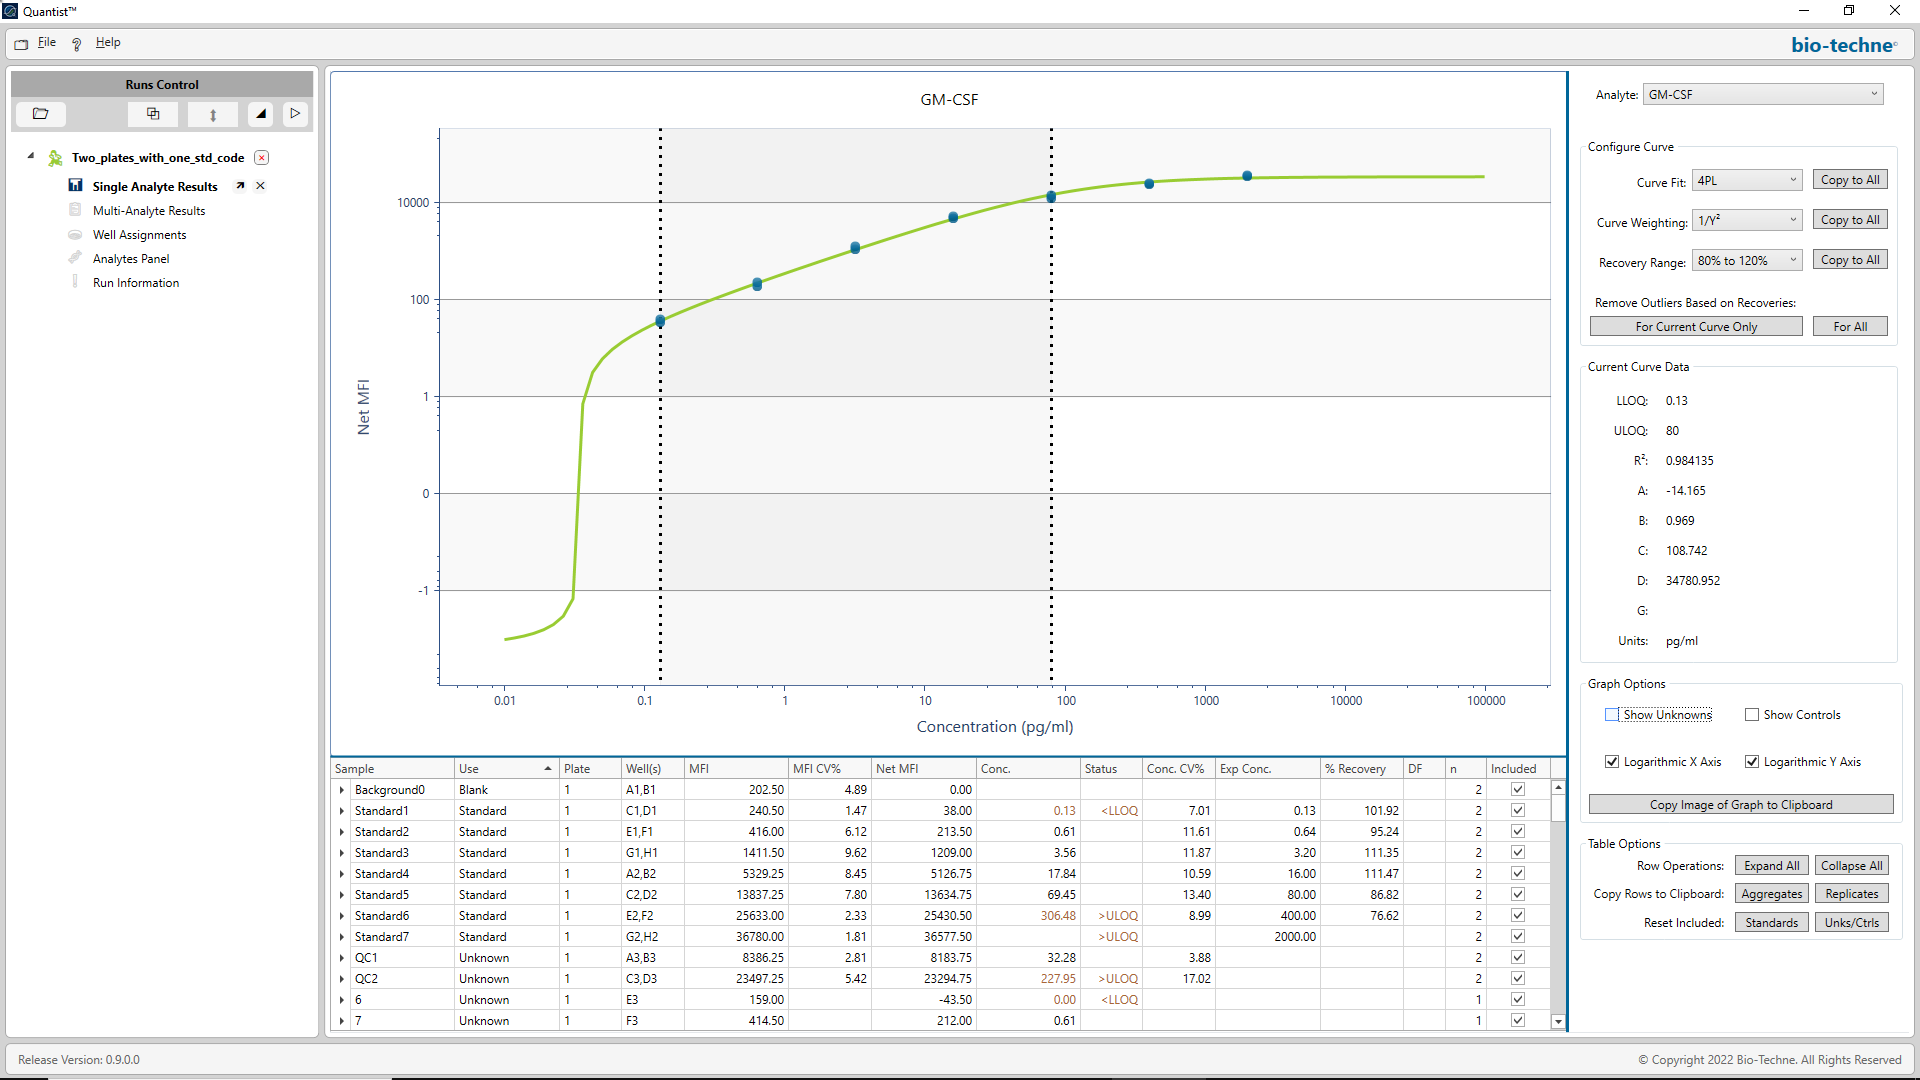 Quantist™
File Help
bio-techne
Runs Control
Two_plates_with_one_std_code
Single Analyte Results
Multi-Analyte Results
Well Assignments
Analytes Panel
Run Information
GM-CSF
Net MFI
10000
100
1
0
-1
0.01 0.1 1 10 100 1000 10000 100000
Concentration (pg/ml)
Sample Use Plate Well(s) MFI MFI CV% Net MFI Conc. Status Conc. CV% Exp Conc. % Recovery DF n Included
Background0 Blank 1 A1,B1 202.50 4.89 0.00 2
Standard1 Standard 1 C1,D1 240.50 1.47 38.00 0.13 <LLOQ 7.01 0.13 101.92 2
Standard2 Standard 1 E1,F1 416.00 6.12 213.50 0.61 11.61 0.64 95.24 2
Standard3 Standard 1 G1,H1 1411.50 9.62 1209.00 3.56 11.87 3.20 111.35 2
Standard4 Standard 1 A2,B2 5329.25 8.45 5126.75 17.84 10.59 16.00 111.47 2
Standard5 Standard 1 C2,D2 13837.25 7.80 13634.75 69.45 13.40 80.00 86.82 2
Standard6 Standard 1 E2,F2 25633.00 2.33 25430.50 306.48 >ULOQ 8.99 400.00 76.62 2
Standard7 Standard 1 G2,H2 36780.00 1.81 36577.50 >ULOQ 2000.00 2
QC1 Unknown 1 A3,B3 8386.25 2.81 8183.75 32.28 3.88 2
QC2 Unknown 1 C3,D3 23497.25 5.42 23294.75 227.95 >ULOQ 17.02 2
6 Unknown 1 E3 159.00 -43.50 0.00 <LLOQ 1
7 Unknown 1 F3 414.50 212.00 0.61 1
Analyte: GM-CSF
Configure Curve
Curve Fit: 4PL Copy to All
Curve Weighting: 1/Y² Copy to All
Recovery Range: 80% to 120% Copy to All
Remove Outliers Based on Recoveries:
For Current Curve Only For All
Current Curve Data
LLOQ: 0.13
ULOQ: 80
R²: 0.984135
A: -14.165
B: 0.969
C: 108.742
D: 34780.952
G:
Units: pg/ml
Graph Options
Show Unknowns Show Controls
Logarithmic X Axis Logarithmic Y Axis
Copy Image of Graph to Clipboard
Table Options
Row Operations: Expand All Collapse All
Copy Rows to Clipboard: Aggregates Replicates
Reset Included: Standards Unks/Ctrls
Release Version: 0.9.0.0
© Copyright 2022 Bio-Techne. All Rights Reserved